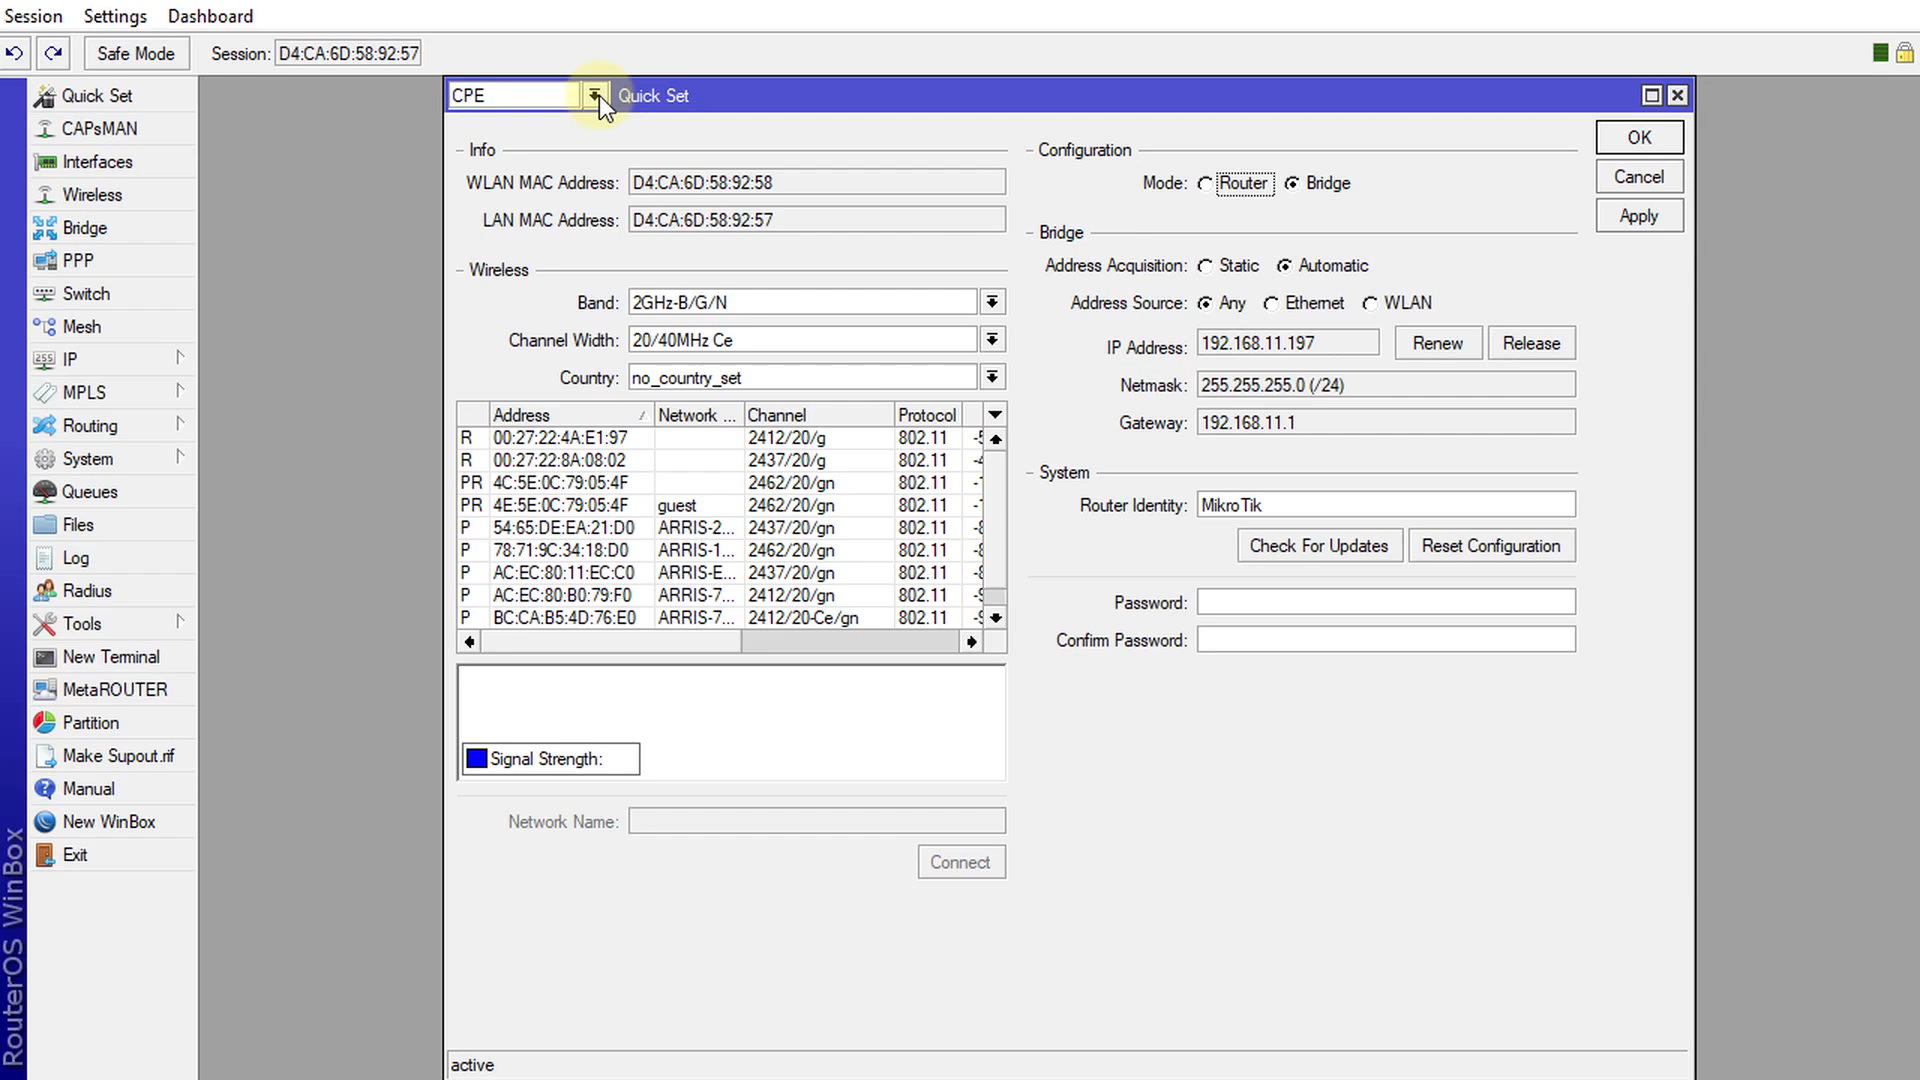 Session Settings Dashboard
Safe Mode Session: D4:CA:6D:58:92:57
Quick Set
CAPsMAN
Interfaces
Wireless
Bridge
PPP
Switch
Mesh
255 IP
MPLS
Routing
System
Queues
Files
Log
Radius
Tools
New Terminal
MetaROUTER
Partition
Make Supout.rif
Manual
New WinBox
Exit
RouterOS WinBox
CPE Quick Set
Info
WLAN MAC Address: D4:CA:6D:58:92:58
LAN MAC Address: D4:CA:6D:58:92:57
Wireless
Band: 2GHz-B/G/N
Channel Width: 20/40MHz Ce
Country: no_country_set
Address Network ... Channel Protocol
R 00:27:22:4A:E1:97 2412/20/g 802.11
R 00:27:22:8A:08:02 2437/20/g 802.11
PR 4C:5E:0C:79:05:4F 2462/20/gn 802.11
PR 4E:5E:0C:79:05:4F guest 2462/20/gn 802.11
P 54:65:DE:EA:21:D0 ARRIS-2... 2437/20/gn 802.11
P 78:71:9C:34:18:D0 ARRIS-1... 2462/20/gn 802.11
P AC:EC:80:11:EC:C0 ARRIS-E... 2437/20/gn 802.11
P AC:EC:80:B0:79:F0 ARRIS-7... 2412/20/gn 802.11
P BC:CA:B5:4D:76:E0 ARRIS-7... 2412/20-Ce/gn 802.11
Signal Strength:
Network Name:
Connect
Configuration
Mode: Router Bridge
Bridge
Address Acquisition: Static Automatic
Address Source: Any Ethernet WLAN
IP Address: 192.168.11.197 Renew Release
Netmask: 255.255.255.0 (/24)
Gateway: 192.168.11.1
System
Router Identity: MikroTik
Check For Updates Reset Configuration
Password:
Confirm Password:
OK
Cancel
Apply
active